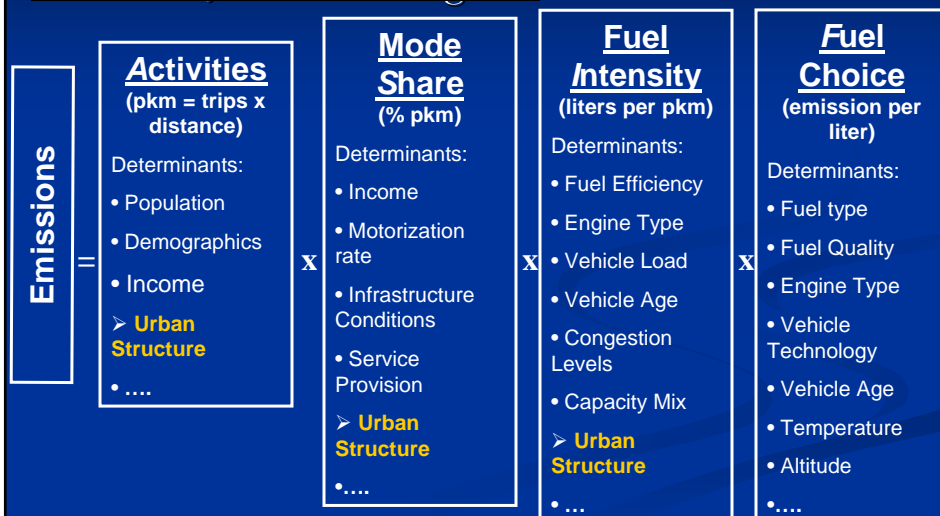 Emissions
=
Activities
(pkm = trips x
distance)
Determinants:
• Population
• Demographics
• Income
➢ Urban
Structure
• ....
x
Mode
Share
(% pkm)
Determinants:
• Income
• Motorization
rate
• Infrastructure
Conditions
• Service
Provision
➢ Urban
Structure
•....
x
Fuel
Intensity
(liters per pkm)
Determinants:
• Fuel Efficiency
• Engine Type
• Vehicle Load
• Vehicle Age
• Congestion
Levels
• Capacity Mix
➢ Urban
Structure
• ...
x
Fuel
Choice
(emission per
liter)
Determinants:
• Fuel type
• Fuel Quality
• Engine Type
• Vehicle
Technology
• Vehicle Age
• Temperature
• Altitude
•....